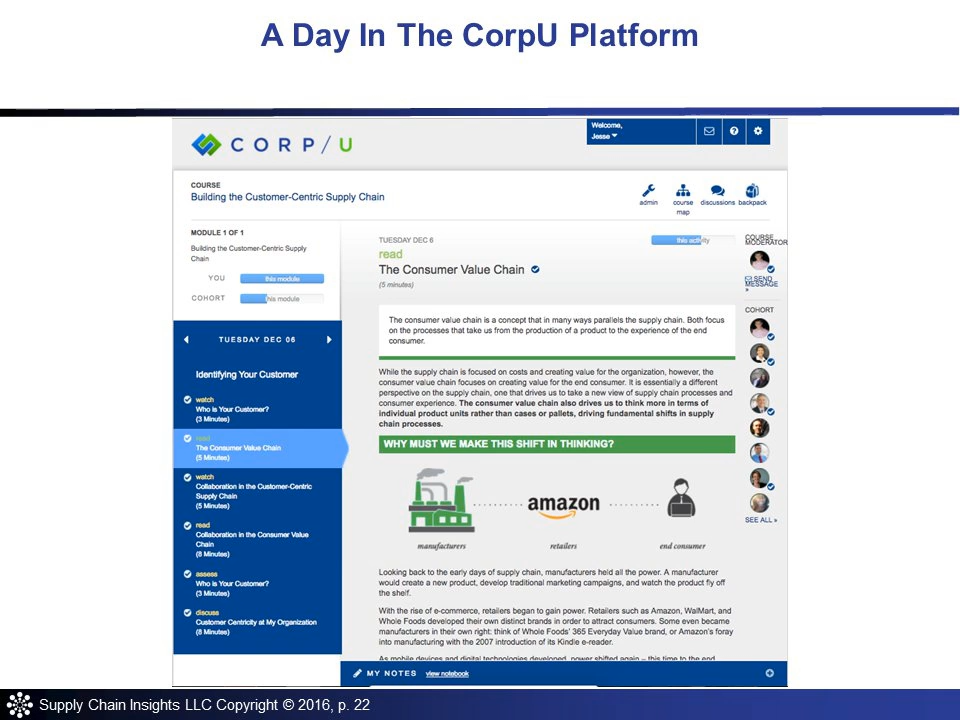 A Day In The CorpU Platform
CORP/U
Welcome,
Jesse
COURSE
Building the Customer-Centric Supply Chain
admin
course
map
discussions
backpack
MODULE 1 OF 1
Building the Customer-Centric Supply
Chain
YOU
this module
COHORT
this module
TUESDAY DEC 06
Identifying Your Customer
watch
Who is Your Customer?
(3 Minutes)
read
The Consumer Value Chain
(5 Minutes)
watch
Collaboration in the Customer-Centric
Supply Chain
(5 Minutes)
read
Collaboration in the Consumer Value
Chain
(8 Minutes)
assess
Who is Your Customer?
(3 Minutes)
discuss
Customer Centricity at My Organization
(8 Minutes)
TUESDAY DEC 6
this activity
read
The Consumer Value Chain
(5 minutes)
The consumer value chain is a concept that in many ways parallels the supply chain. Both focus
on the processes that take us from the production of a product to the experience of the end
consumer.
While the supply chain is focused on costs and creating value for the organization, however, the
consumer value chain focuses on creating value for the end consumer. It is essentially a different
perspective on the supply chain, one that drives us to take a new view of supply chain processes and
consumer experience. The consumer value chain also drives us to think more in terms of
individual product units rather than cases or pallets, driving fundamental shifts in supply
chain processes.
WHY MUST WE MAKE THIS SHIFT IN THINKING?
amazon
manufacturers
retailers
end consumer
Looking back to the early days of supply chain, manufacturers held all the power. A manufacturer
would create a new product, develop traditional marketing campaigns, and watch the product fly off
the shelf.
With the rise of e-commerce, retailers began to gain power. Retailers such as Amazon, WalMart, and
Whole Foods developed their own distinct brands in order to attract consumers. Some even became
manufacturers in their own right: think of Whole Foods' 365 Everyday Value brand, or Amazon's foray
into manufacturing with the 2007 introduction of its Kindle e-reader.
As mobile devices and digital technologies developed, power shifted again – this time to the end
COURSE
MODERATOR
SEND
MESSAGE
»
COHORT
SEE ALL »
MY NOTES view notebook
Supply Chain Insights LLC Copyright © 2016, p. 22